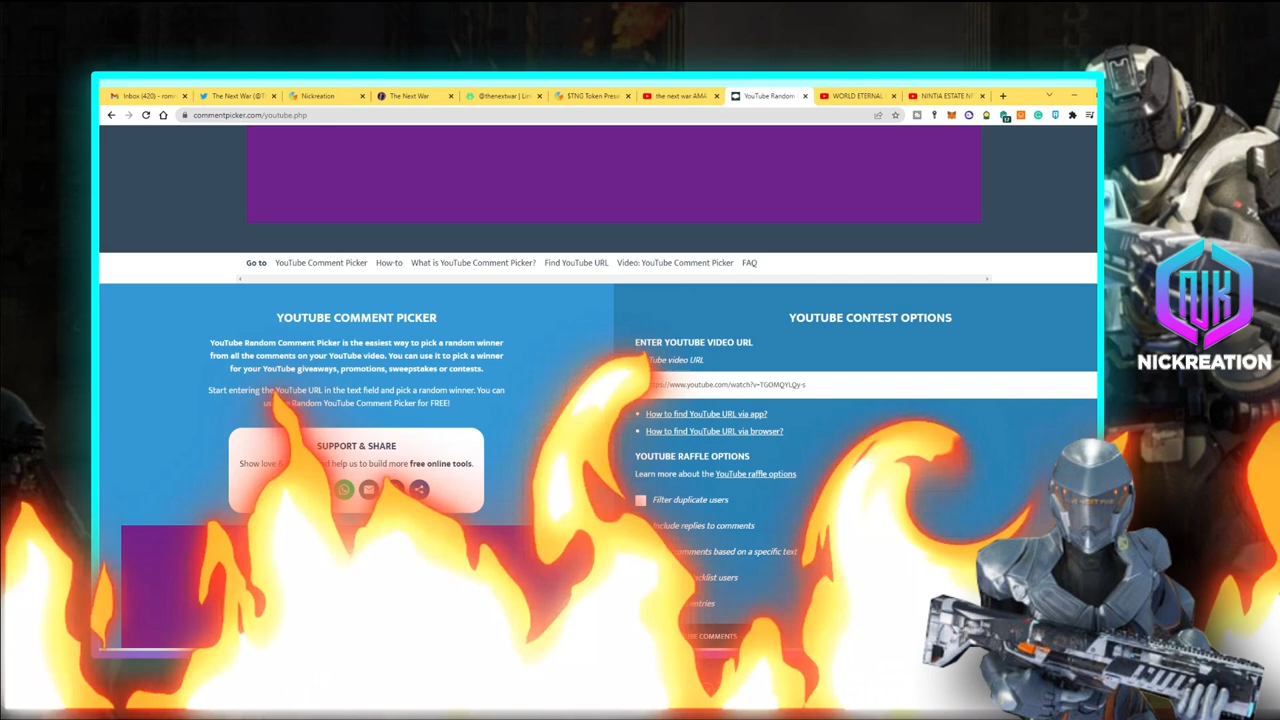 Inbox (420) - rom
The Next War (@T
Nickreation
The Next War
@thenextwar | Lin
$TNG Token Presa
the next war AMA
YouTube Random
WORLD ETERNAL
NINTIA ESTATE NF
commentpicker.com/youtube.php
Go to YouTube Comment Picker How-to What is YouTube Comment Picker? Find YouTube URL Video: YouTube Comment Picker FAQ
YOUTUBE COMMENT PICKER
YouTube Random Comment Picker is the easiest way to pick a random winner
from all the comments on your YouTube video. You can use it to pick a winner
for your YouTube giveaways, promotions, sweepstakes or contests.
Start entering the YouTube URL in the text field and pick a random winner. You can
Random YouTube Comment Picker for FREE!
SUPPORT & SHARE
Show love help us to build more free online tools.
YOUTUBE CONTEST OPTIONS
ENTER YOUTUBE VIDEO URL
Tube video URL
https://www.youtube.com/watch?v=TGOMQYLQy-s
How to find YouTube URL via app?
How to find YouTube URL via browser?
YOUTUBE RAFFLE OPTIONS
Learn more about the YouTube raffle options
Filter duplicate users
Include replies to comments
comments based on a specific text
users
entries
COMMENTS
NICKREATION